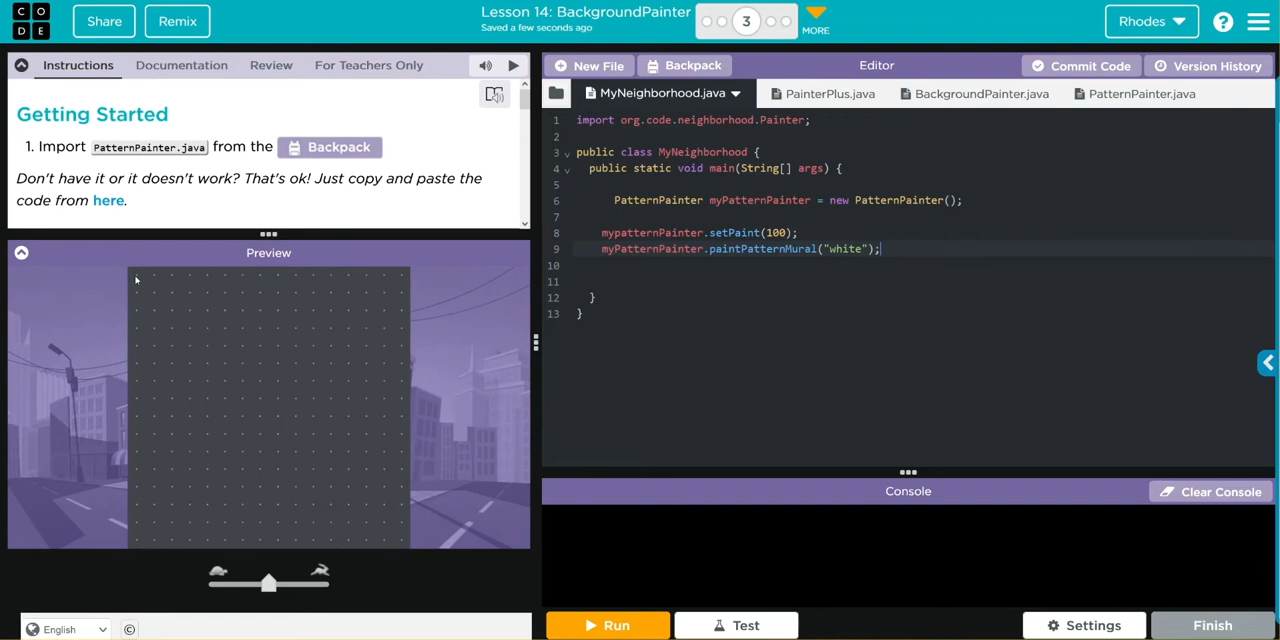 CO
DE
Share
Remix
Lesson 14: BackgroundPainter
Saved a few seconds ago
3
MORE
Rhodes
?
Instructions
Documentation
Review
For Teachers Only
Getting Started
1. Import PatternPainter.java from the Backpack
Don't have it or it doesn't work? That's ok! Just copy and paste the
code from here.
Preview
English
©
New File
Backpack
Editor
Commit Code
Version History
MyNeighborhood.java
PainterPlus.java
BackgroundPainter.java
PatternPainter.java
1 import org.code.neighborhood.Painter;
2
3 public class MyNeighborhood {
4 public static void main(String[] args) {
5
6 PatternPainter myPatternPainter = new PatternPainter();
7
8 mypatternPainter.setPaint(100);
9 myPatternPainter.paintPatternMural("white");
10
11
12 }
13 }
Console
Clear Console
Run
Test
Settings
Finish